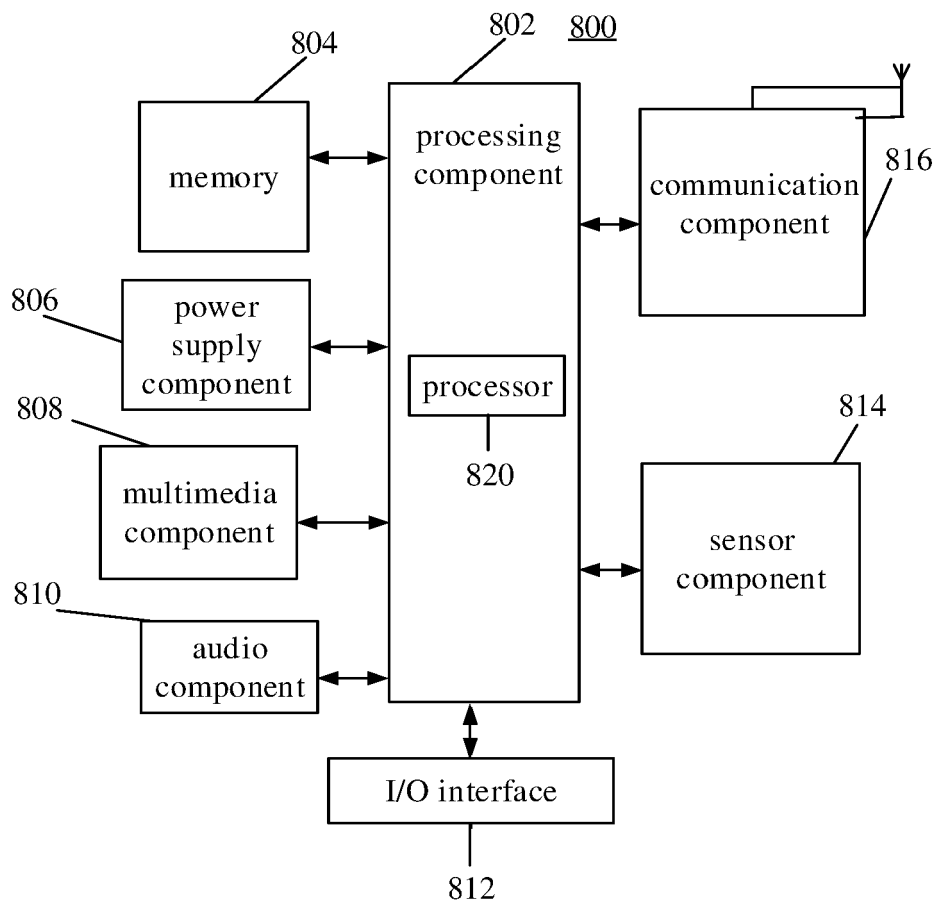 802
800
804
processing
component
816
memory
communication
component
806
power
supply
component
processor
808
820
814
multimedia
component
sensor
component
810
audio
component
I/O interface
812